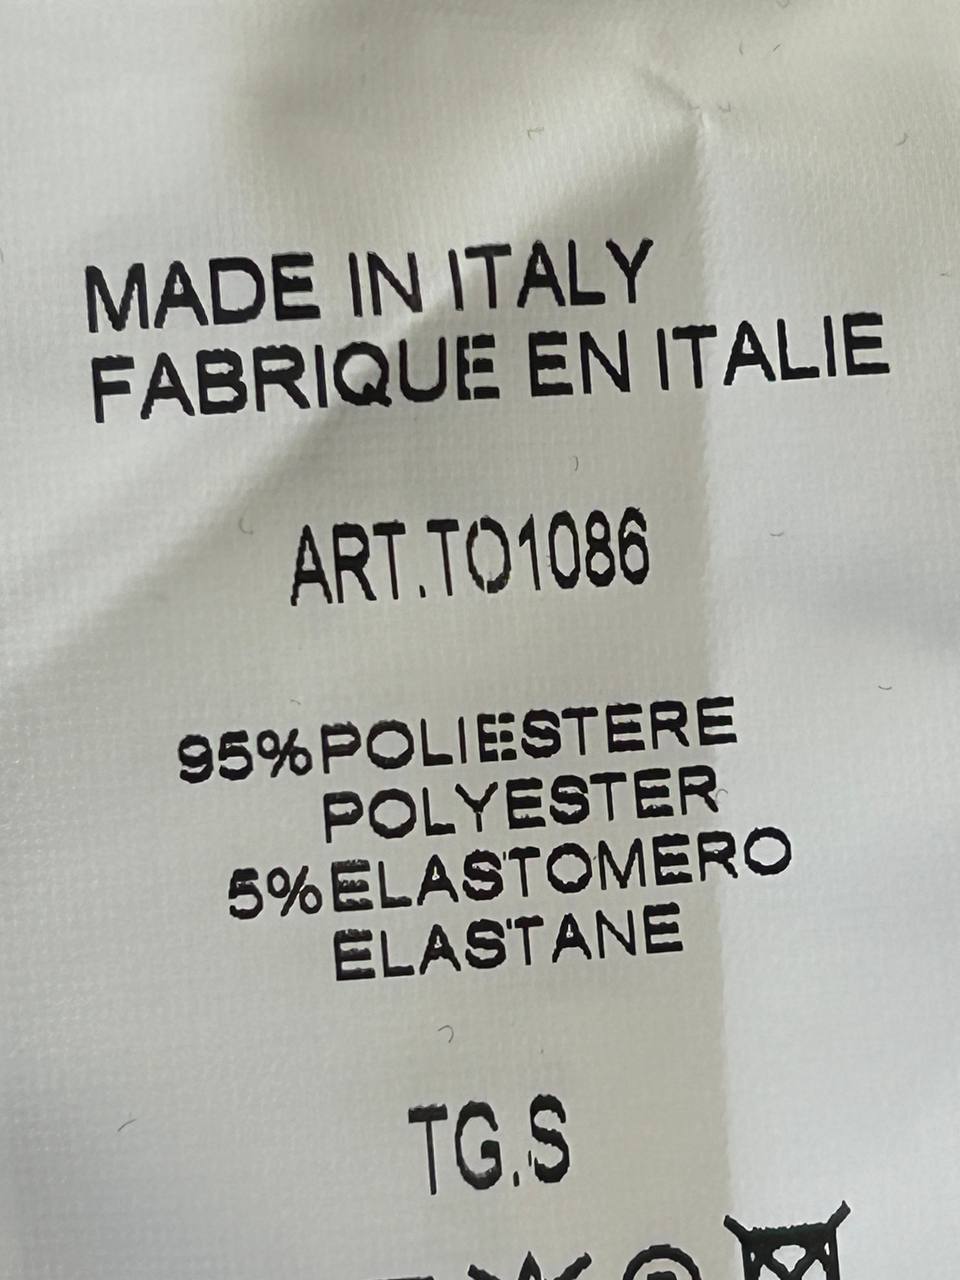 MADE IN ITALY
FABRIQUE EN ITALIE
ART.TO1086
95%POLIESTERE
POLYESTER
5%ELASTOMERO
ELASTANE
TG.S